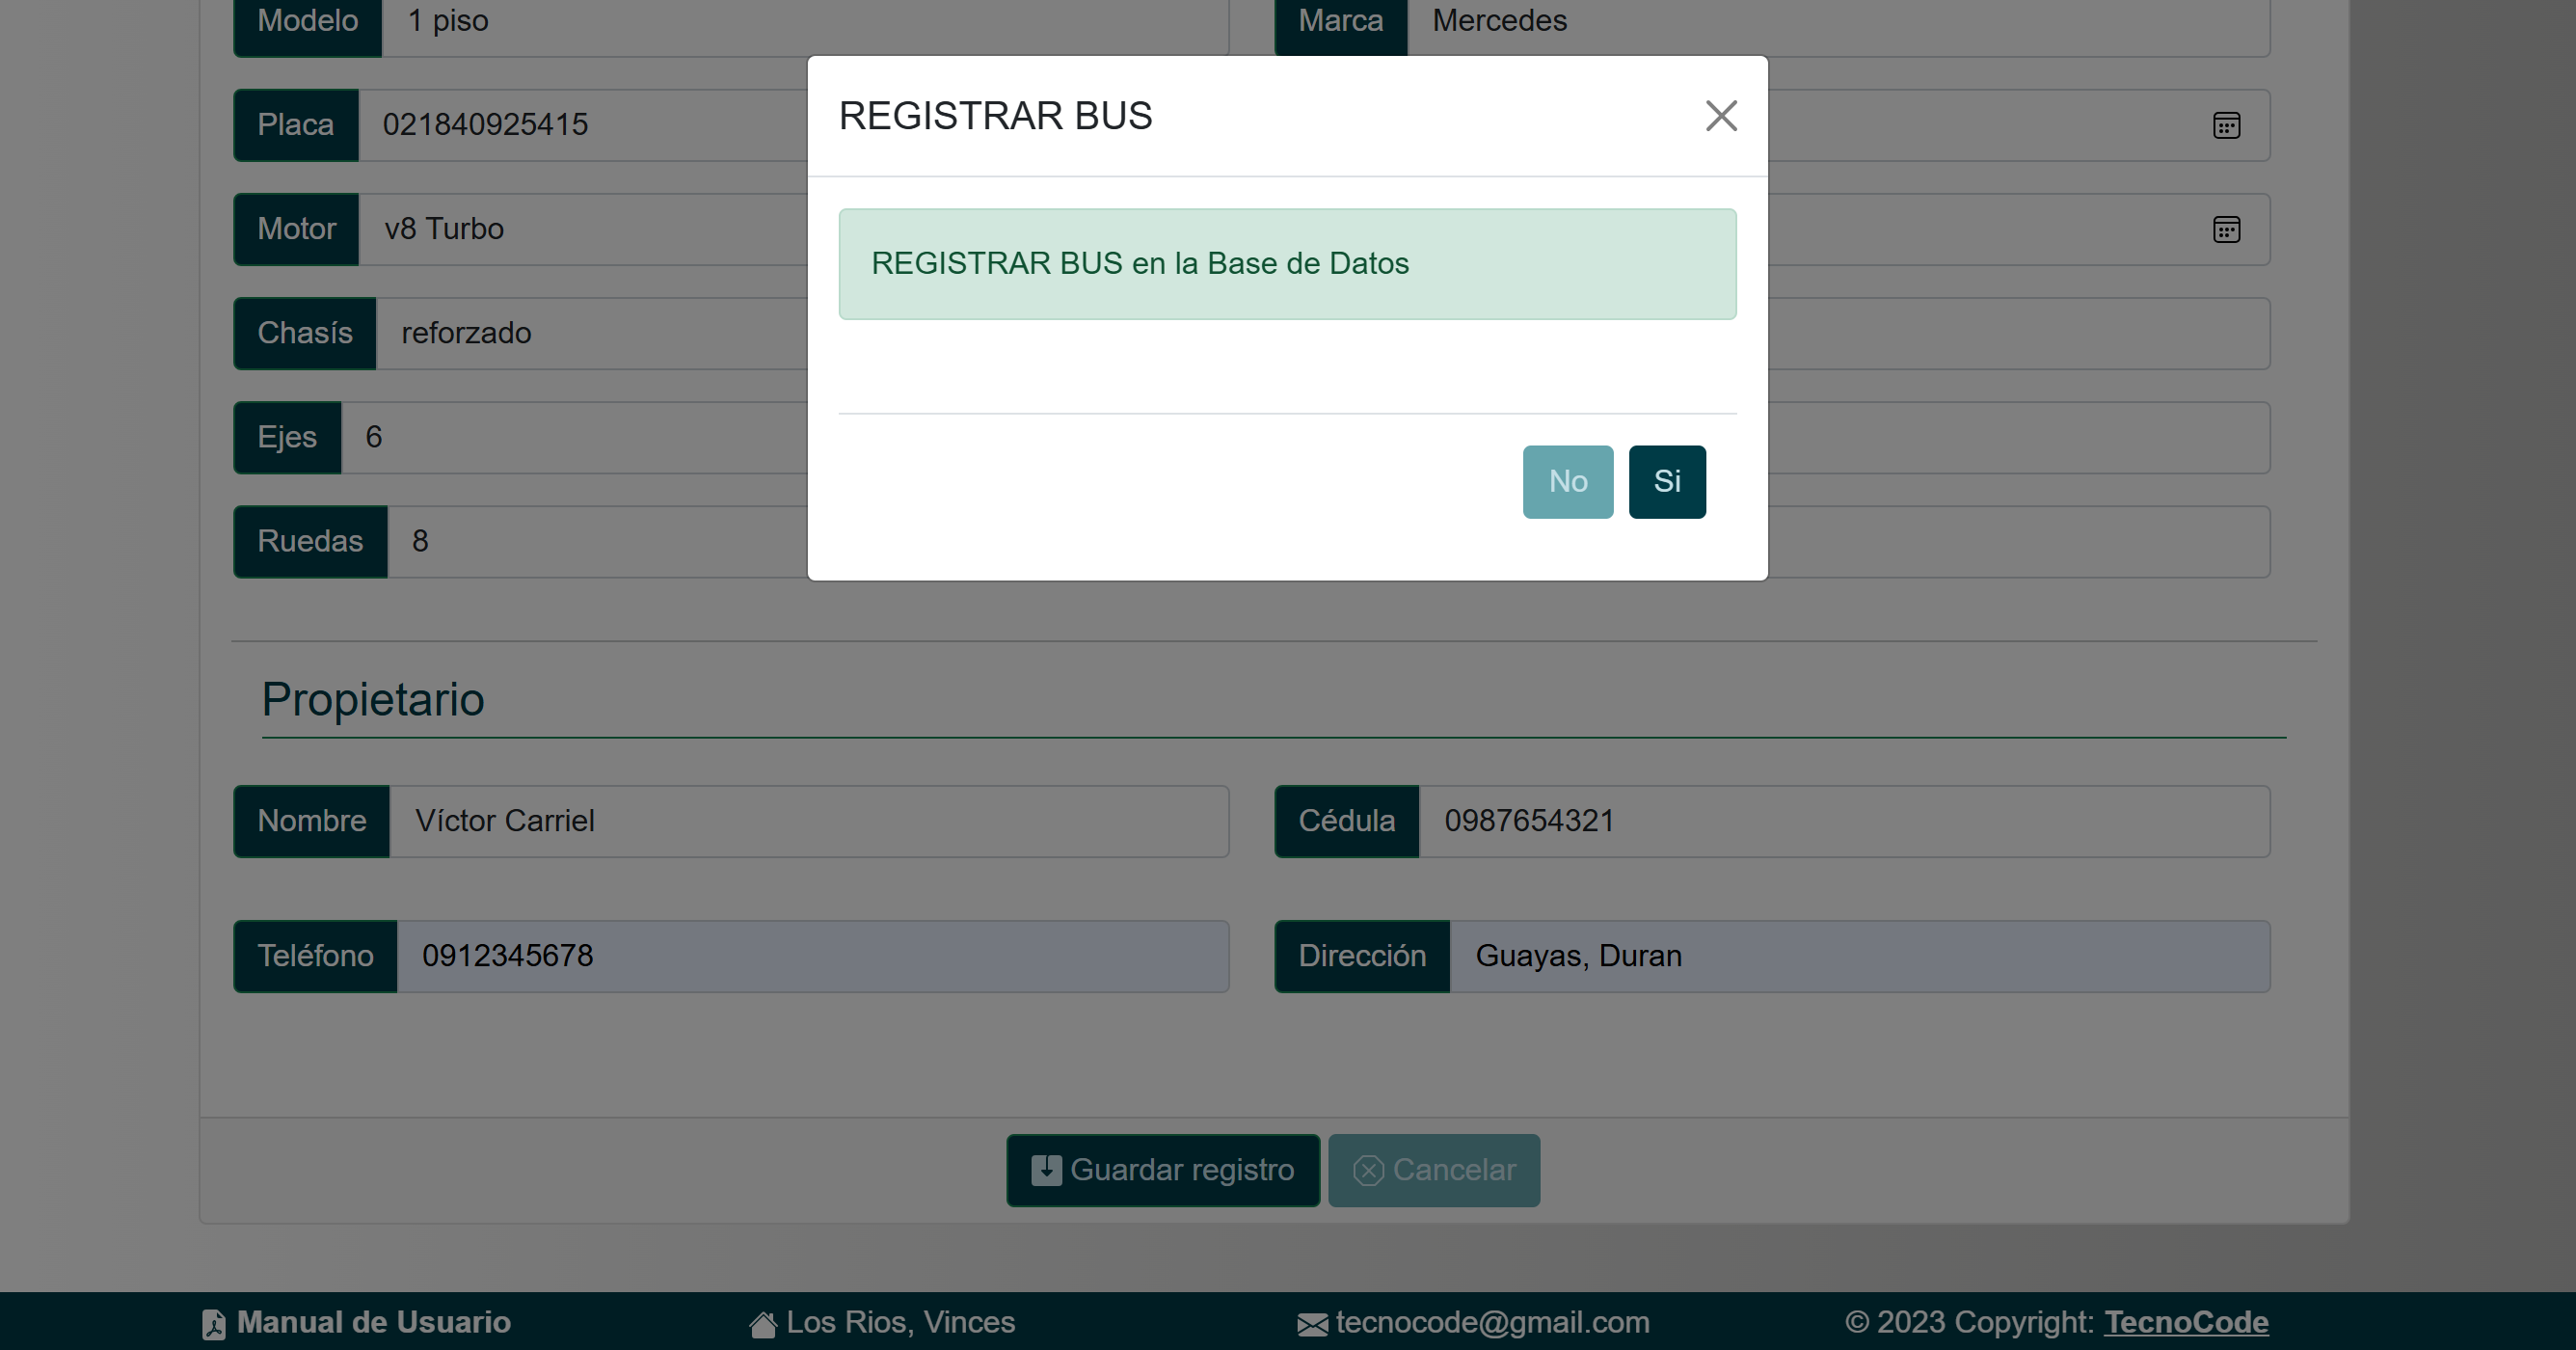 Modelo 1 piso Marca Mercedes
REGISTRAR BUS
Placa 021840925415
Motor v8 Turbo
REGISTRAR BUS en la Base de Datos
Chasís reforzado
Ejes 6
No Si
Ruedas 8
Propietario
Nombre Víctor Carriel Cédula 0987654321
Teléfono 0912345678 Dirección Guayas, Duran
Guardar registro Cancelar
Manual de Usuario Los Rios, Vinces tecnocode@gmail.com © 2023 Copyright: TecnoCode